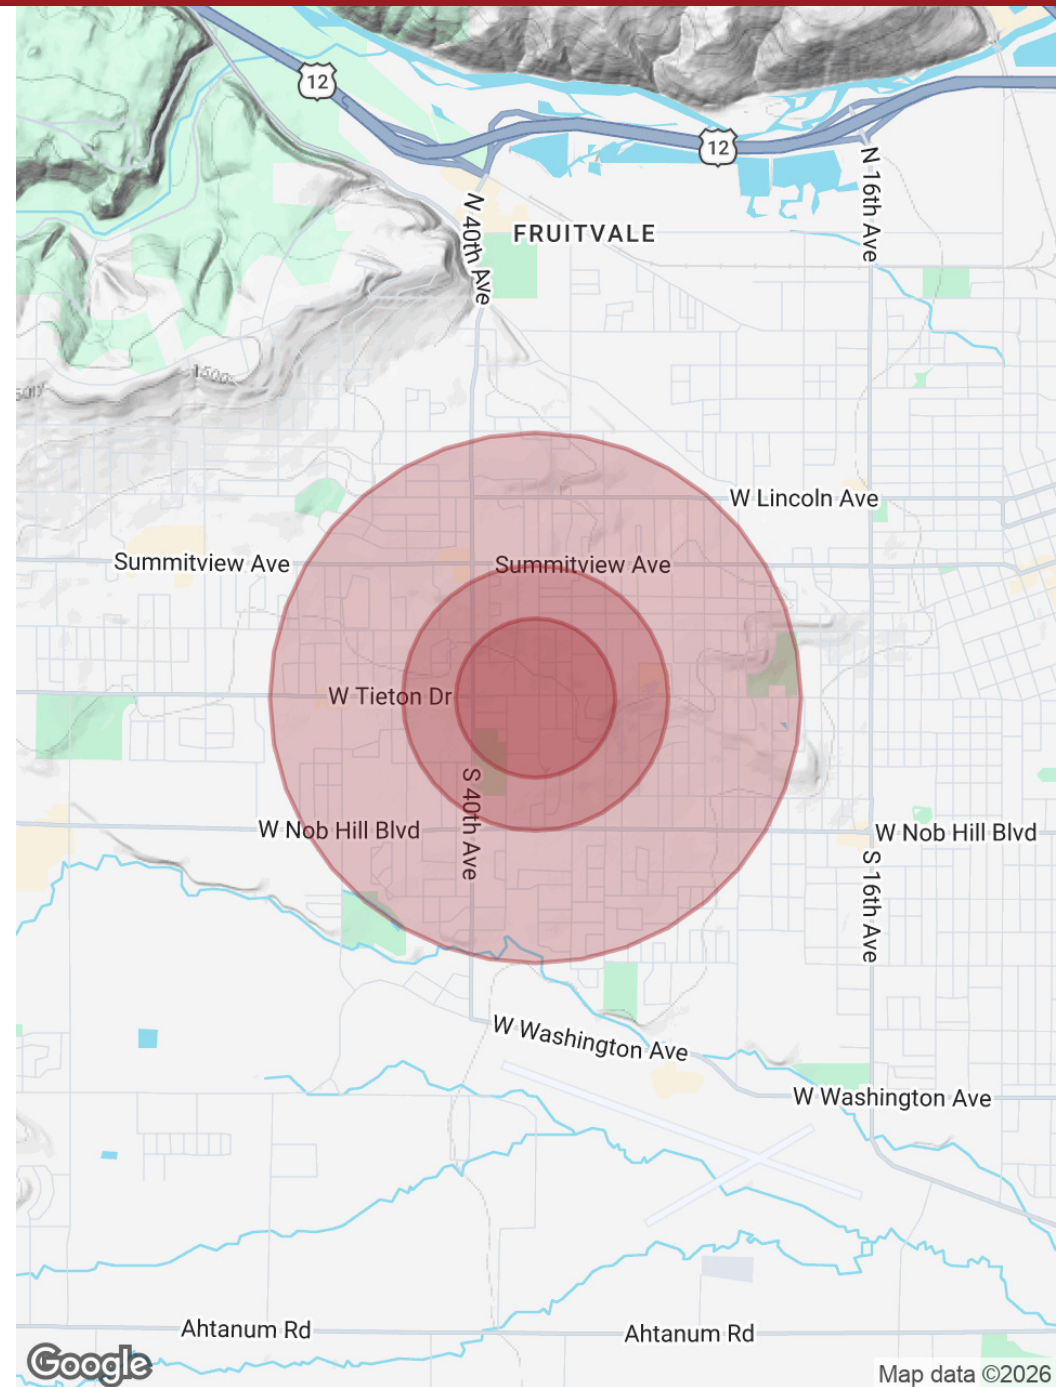 12
12
N 16th Ave
N 40th Ave
FRUITVALE
1500
W Lincoln Ave
Summitview Ave
Summitview Ave
W Tieton Dr
S 40th Ave
W Nob Hill Blvd
W Nob Hill Blvd
S 16th Ave
W Washington Ave
W Washington Ave
Ahtanum Rd
Ahtanum Rd
Google
Map data ©2026